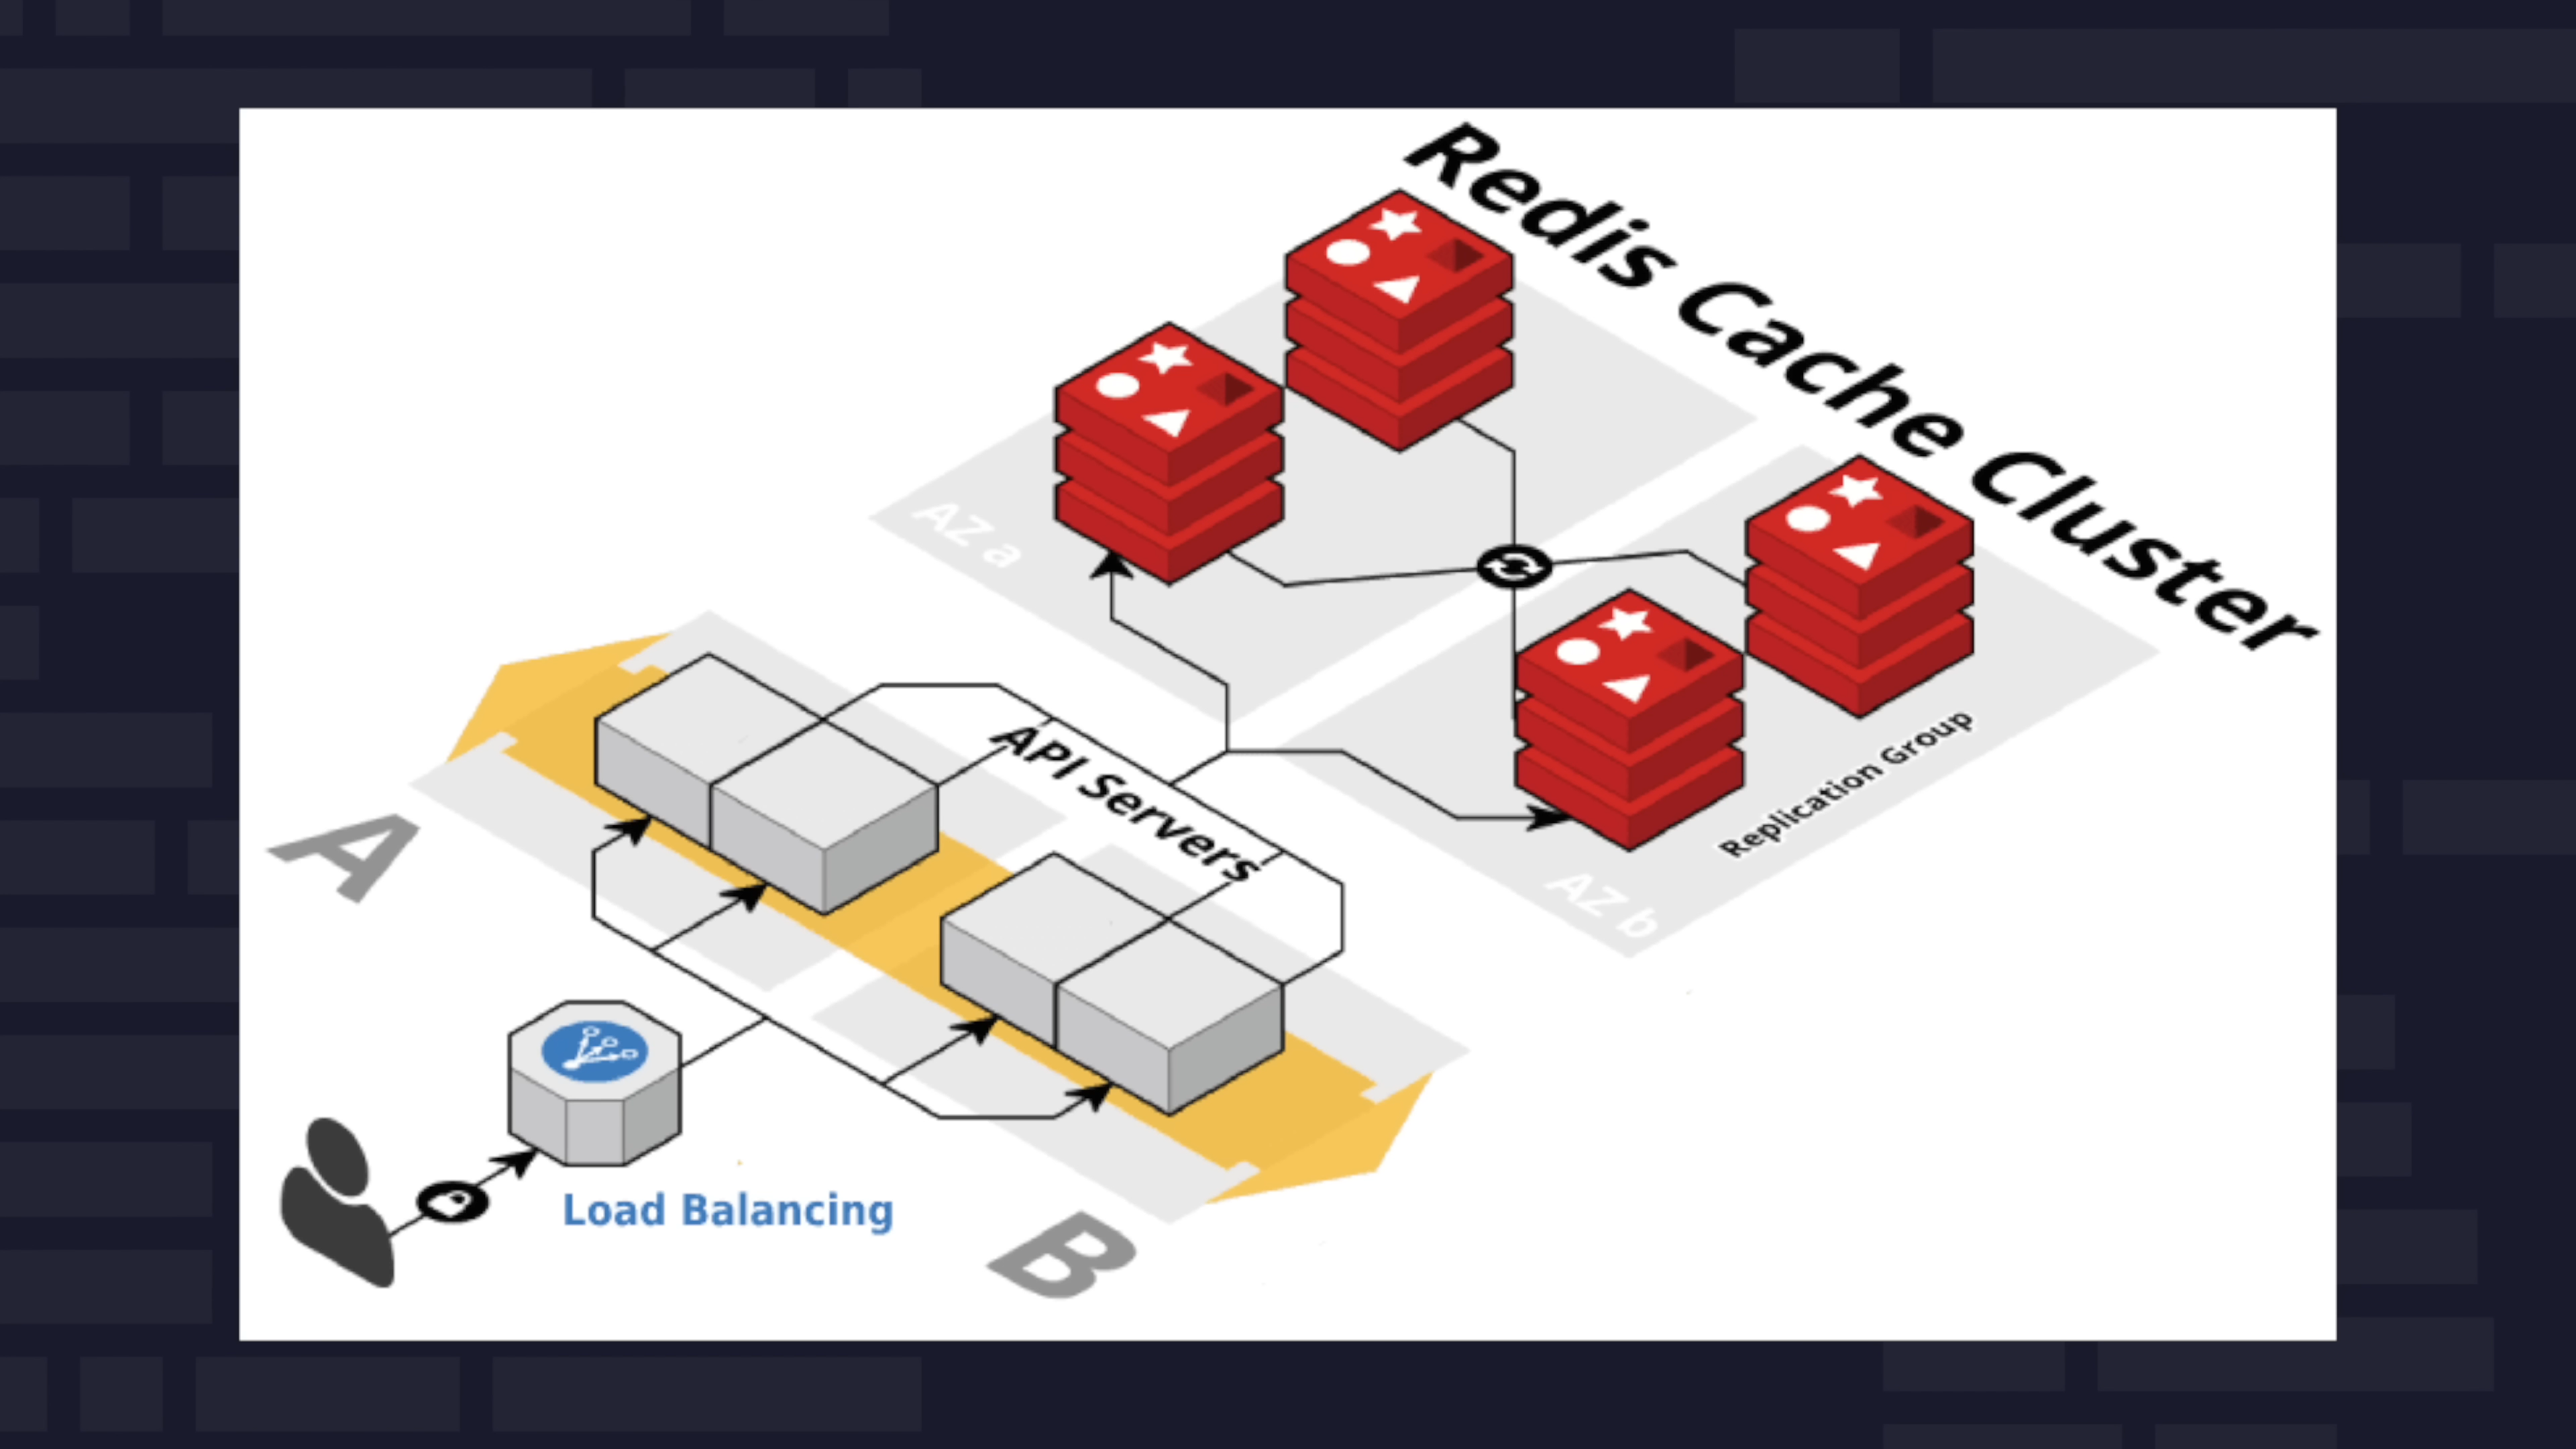 Redis Cache Cluster
AZ a
API Servers
Replication Group
AZ b
A
Load Balancing
B